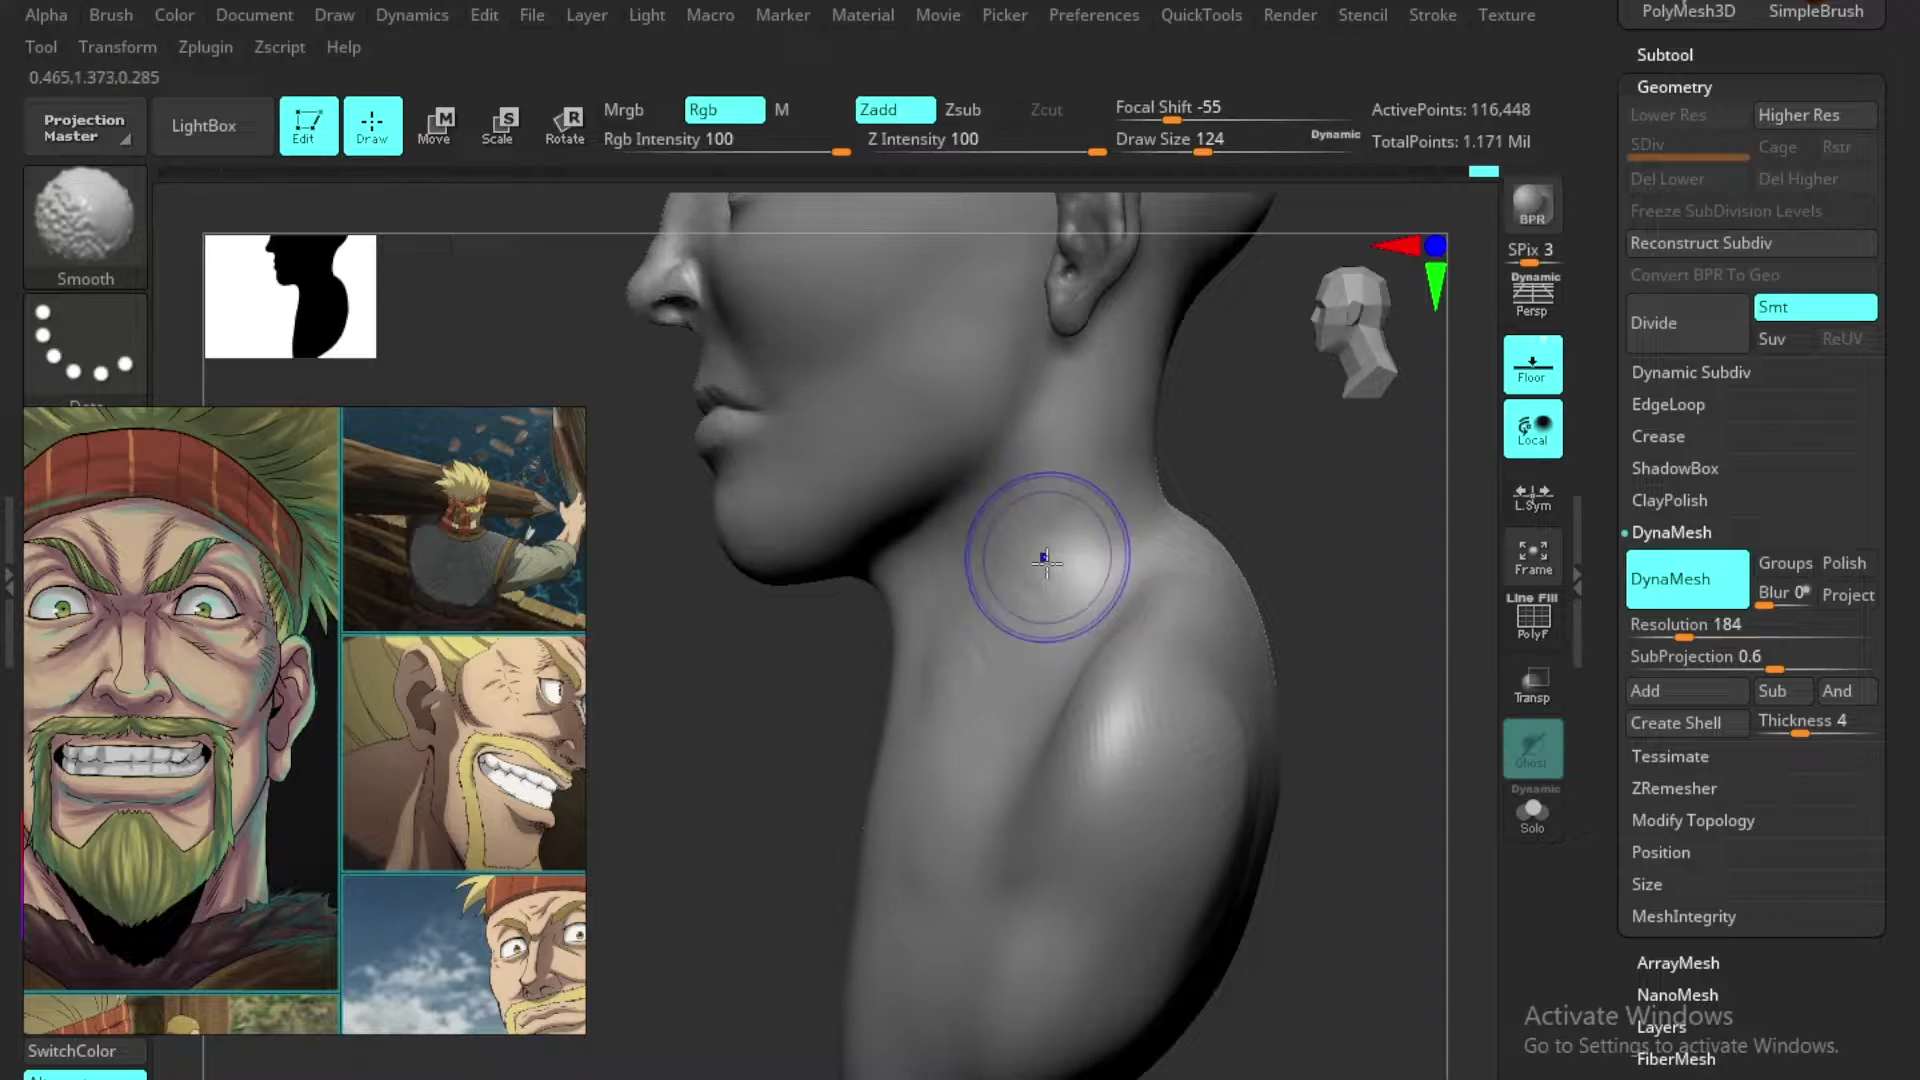 Alpha Brush Color Document Draw Dynamics Edit File Layer Light Macro Marker Material Movie Picker Preferences QuickTools Render Stencil Stroke Texture
Tool Transform Zplugin Zscript Help
0.465,1.373,0.285
Projection Master
LightBox
Edit
Draw
M
Move
S
Scale
R
Rotate
Mrgb Rgb M
Rgb Intensity 100
Zadd Zsub Zcut
Z Intensity 100
Focal Shift -55
Draw Size 124
Dynamic
ActivePoints: 116,448
TotalPoints: 1.171 Mil
Smooth
SwitchColor
BPR
SPix 3
Dynamic
Persp
Floor
Local
L.Sym
Frame
Line Fill
PolyF
Transp
Ghost
Dynamic
Solo
PolyMesh3D SimpleBrush
Subtool
Geometry
Lower Res Higher Res
SDiv Cage Rstr
Del Lower Del Higher
Freeze SubDivision Levels
Reconstruct Subdiv
Convert BPR To Geo
Divide
Smt
Suv ReUV
Dynamic Subdiv
EdgeLoop
Crease
ShadowBox
ClayPolish
DynaMesh
DynaMesh
Groups Polish
Blur 0 Project
Resolution 184
SubProjection 0.6
Add Sub And
Create Shell Thickness 4
Tessimate
ZRemesher
Modify Topology
Position
Size
MeshIntegrity
ArrayMesh
NanoMesh
Layers
FiberMesh
Activate Windows
Go to Settings to activate Windows.